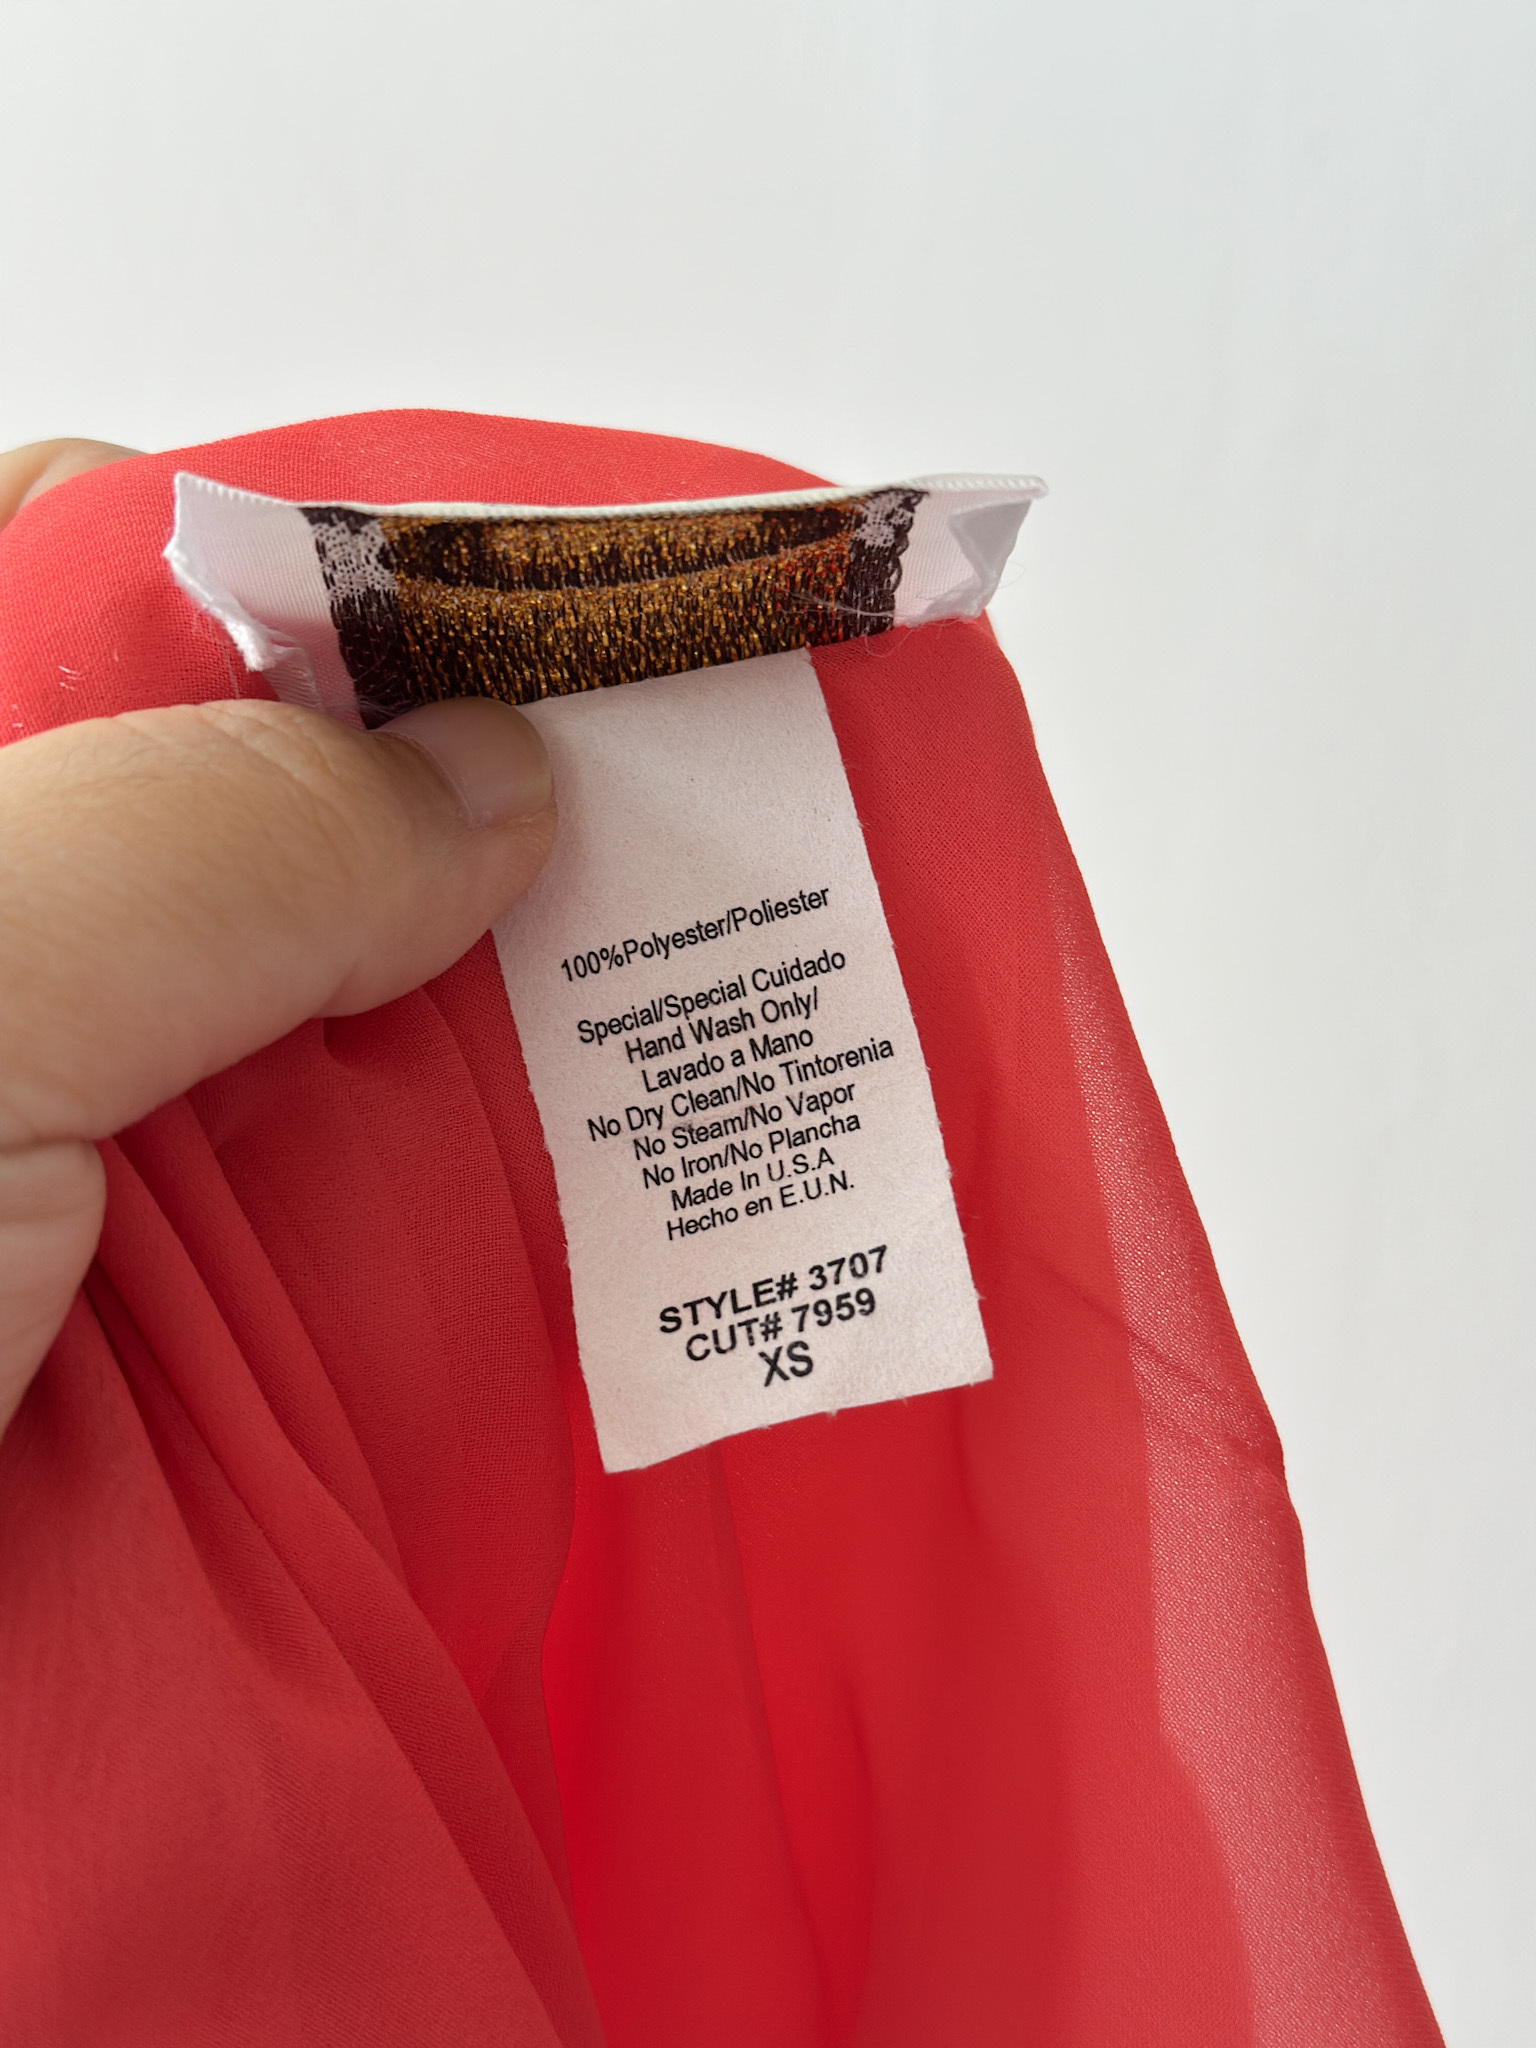 100%Polyester/Poliester
Special/Special Cuidado
Hand Wash Only/
Lavado a Mano
No Dry Clean/No Tintorenia
No Steam/No Vapor
No Iron/No Plancha
Made In U.S.A
Hecho en E.U.N.
STYLE# 3707
CUT# 7959
XS